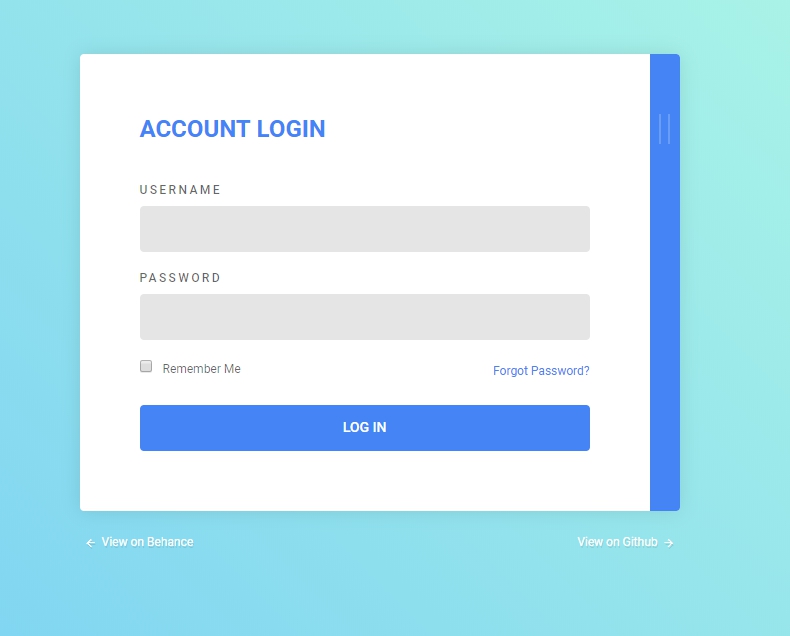 ACCOUNT LOGIN
USERNAME
PASSWORD
Remember Me
Forgot Password?
LOG IN
← View on Behance
View on Github →